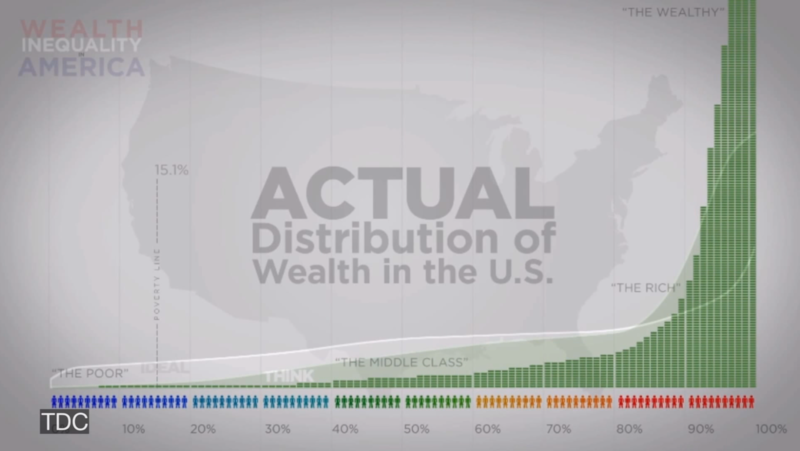 WEALTH
INEQUALITY
IN
AMERICA
"THE WEALTHY"
15.1%
POVERTY LINE
ACTUAL
Distribution of
Wealth in the U.S.
"THE RICH"
"THE MIDDLE CLASS"
"THE POOR"
IDEAL
THINK
TDC
10% 20% 30% 40% 50% 60% 70% 80% 90% 100%